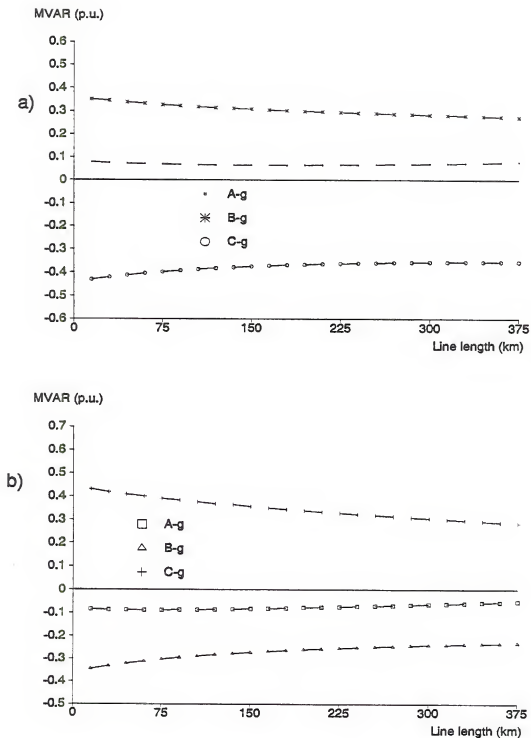 MVAR (p.u.)
a)
0.6
0.5
0.4
0.3
0.2
0.1
0
-0.1
-0.2
-0.3
-0.4
-0.5
-0.6
A-g
B-g
C-g
0 75 150 225 300 375
Line length (km)
MVAR (p.u.)
b)
0.7
0.6
0.5
0.4
0.3
0.2
0.1
0
-0.1
-0.2
-0.3
-0.4
-0.5
A-g
B-g
C-g
0 75 150 225 300 375
Line length (km)